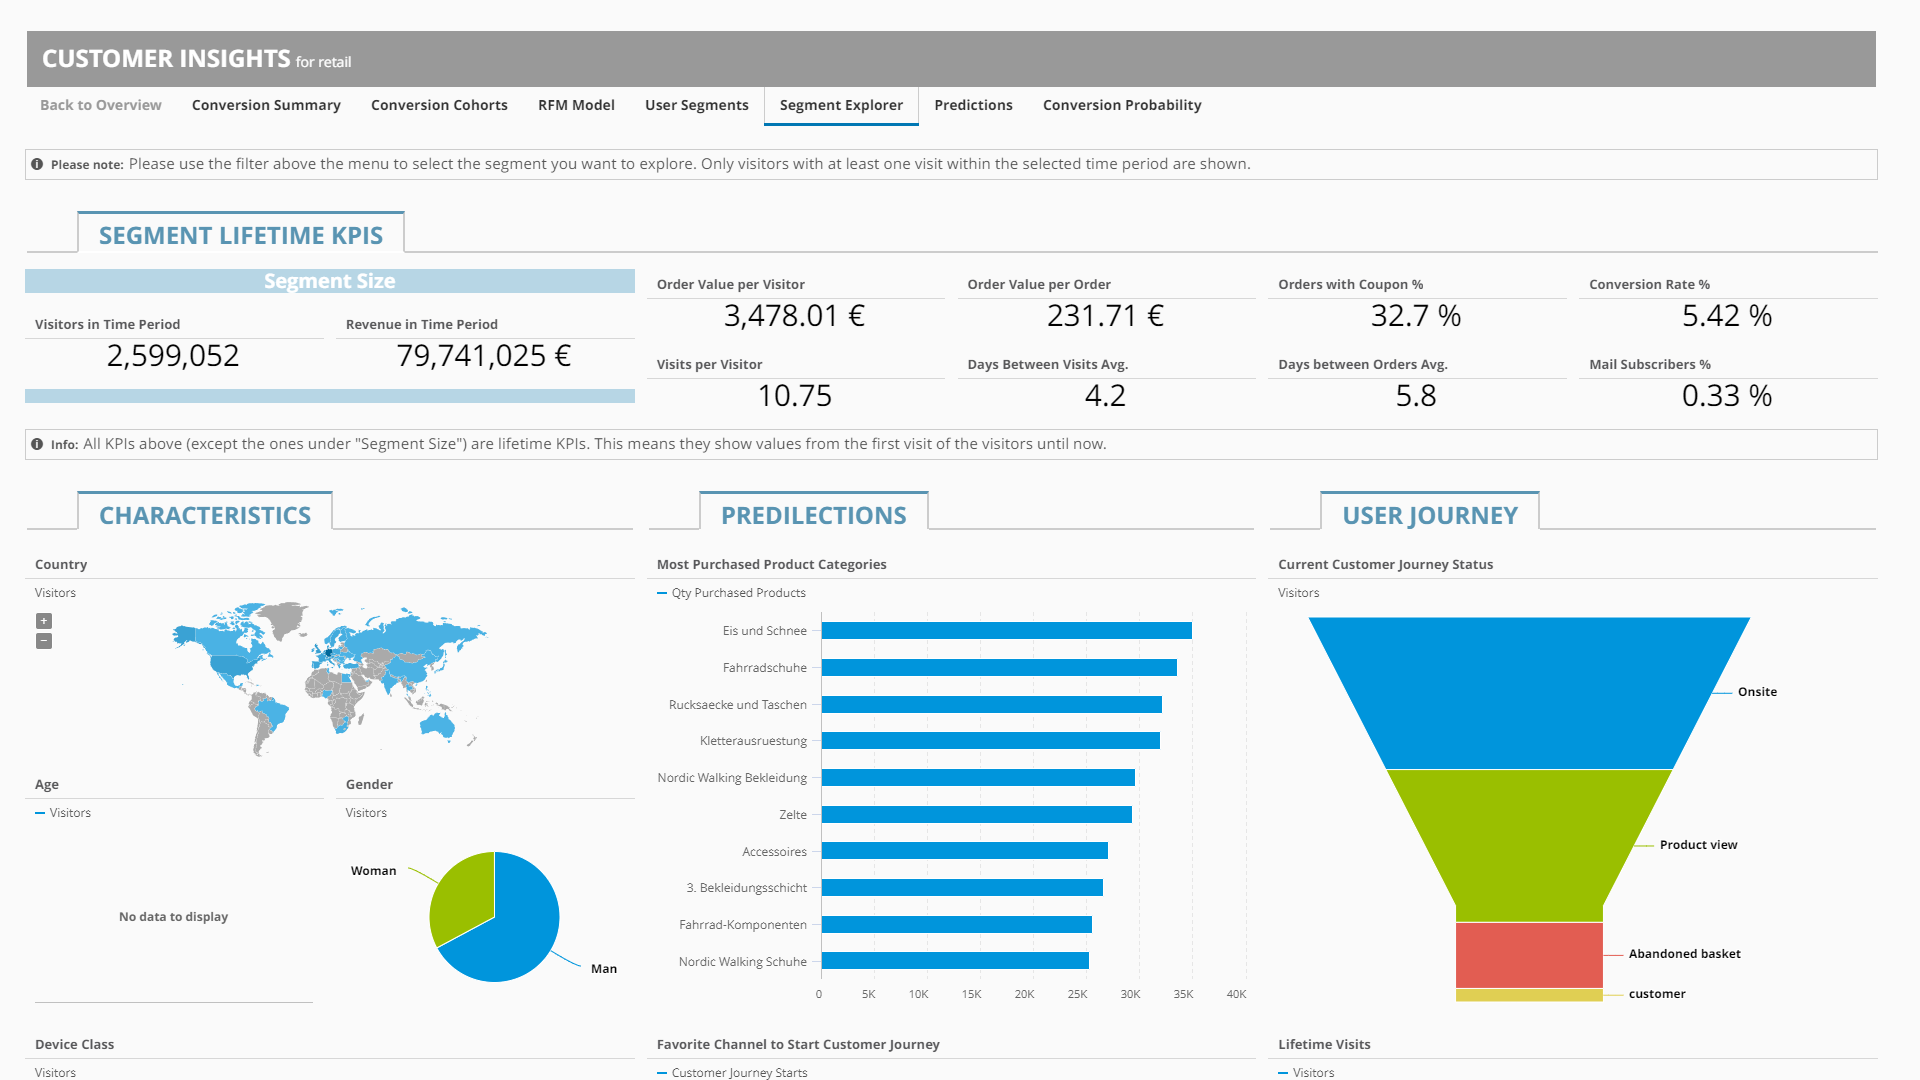 CUSTOMER INSIGHTS for retail
Back to Overview Conversion Summary Conversion Cohorts RFM Model User Segments Segment Explorer Predictions Conversion Probability
Please note: Please use the filter above the menu to select the segment you want to explore. Only visitors with at least one visit within the selected time period are shown.
SEGMENT LIFETIME KPIS
Segment Size
Visitors in Time Period
2,599,052
Revenue in Time Period
79,741,025 €
Order Value per Visitor
3,478.01 €
Order Value per Order
231.71 €
Orders with Coupon %
32.7 %
Conversion Rate %
5.42 %
Visits per Visitor
10.75
Days Between Visits Avg.
4.2
Days between Orders Avg.
5.8
Mail Subscribers %
0.33 %
Info: All KPIs above (except the ones under "Segment Size") are lifetime KPIs. This means they show values from the first visit of the visitors until now.
CHARACTERISTICS
Country
Visitors
+
−
Age
Visitors
No data to display
Gender
Visitors
Woman
Man
Device Class
Visitors
PREDILECTIONS
Most Purchased Product Categories
Qty Purchased Products
Eis und Schnee
Fahrradschuhe
Rucksaecke und Taschen
Kletterausruestung
Nordic Walking Bekleidung
Zelte
Accessoires
3. Bekleidungsschicht
Fahrrad-Komponenten
Nordic Walking Schuhe
0 5K 10K 15K 20K 25K 30K 35K 40K
Favorite Channel to Start Customer Journey
Customer Journey Starts
USER JOURNEY
Current Customer Journey Status
Visitors
Onsite
Product view
Abandoned basket
customer
Lifetime Visits
Visitors